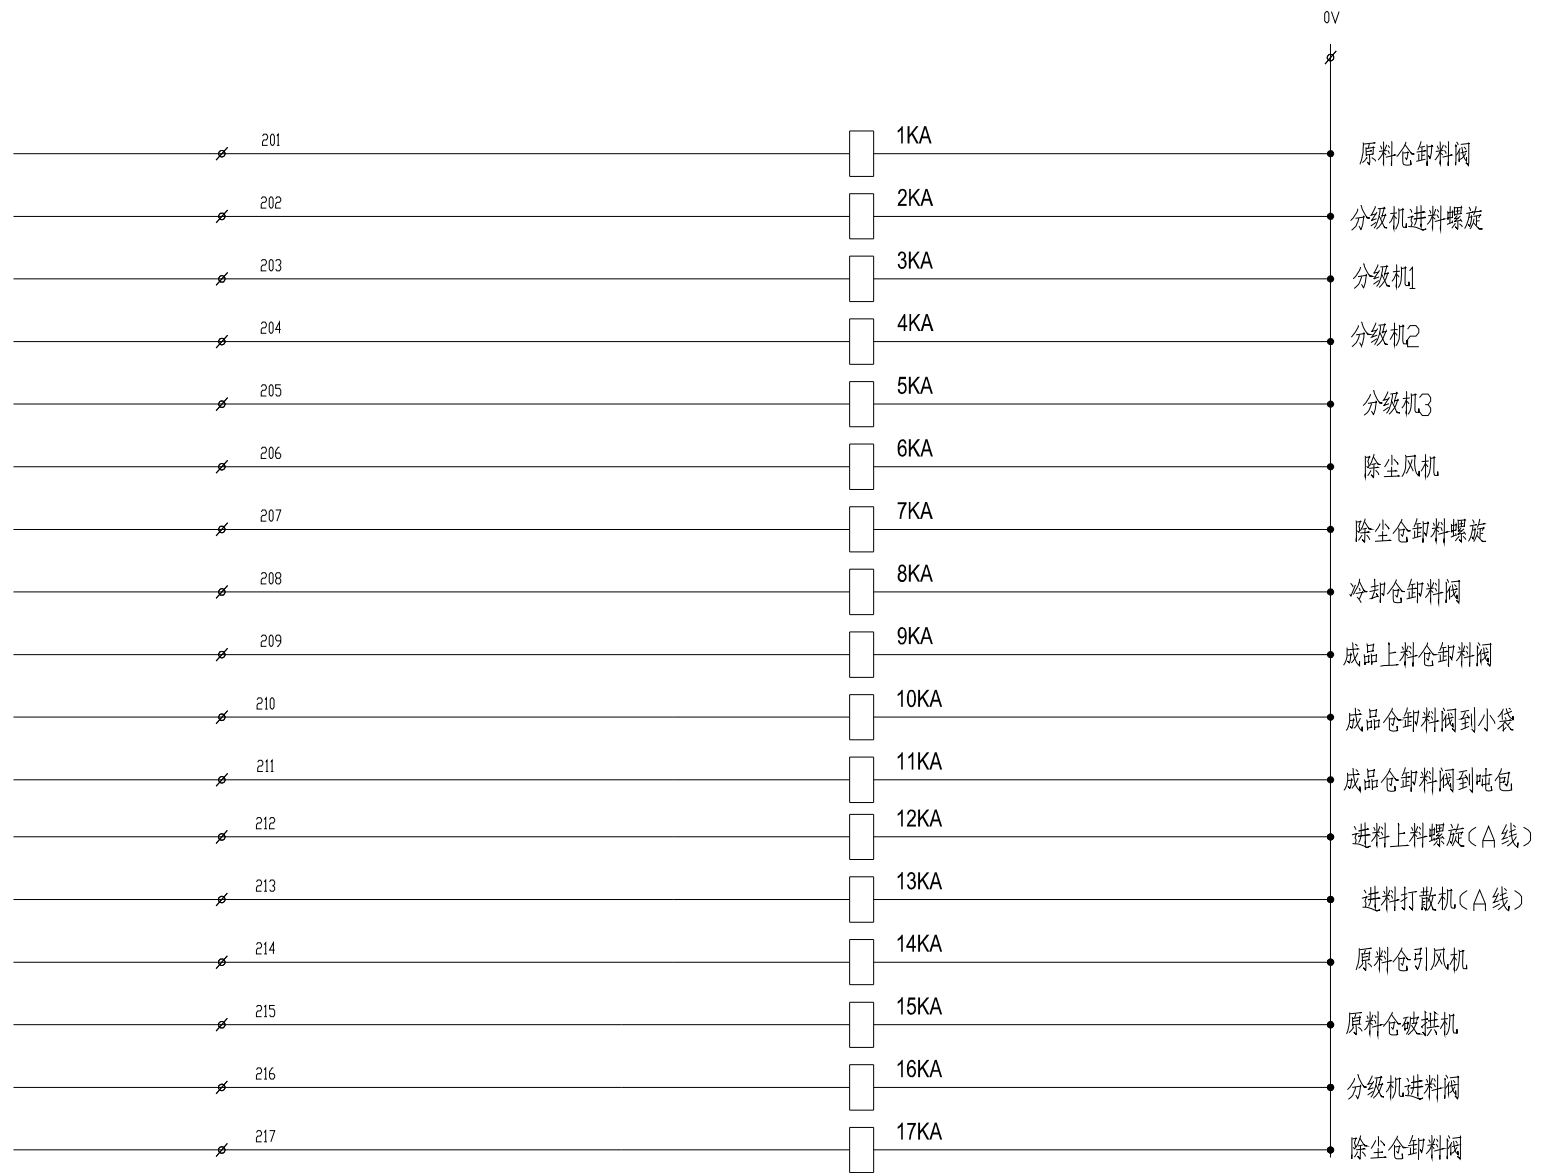 0V
201 1KA 原料仓卸料阀
202 2KA 分级机进料螺旋
203 3KA 分级机1
204 4KA 分级机2
205 5KA 分级机3
206 6KA 除尘风机
207 7KA 除尘仓卸料螺旋
208 8KA 冷却仓卸料阀
209 9KA 成品上料仓卸料阀
210 10KA 成品仓卸料阀到小袋
211 11KA 成品仓卸料阀到吨包
212 12KA 进料上料螺旋(A线)
213 13KA 进料打散机(A线)
214 14KA 原料仓引风机
215 15KA 原料仓破拱机
216 16KA 分级机进料阀
217 17KA 除尘仓卸料阀